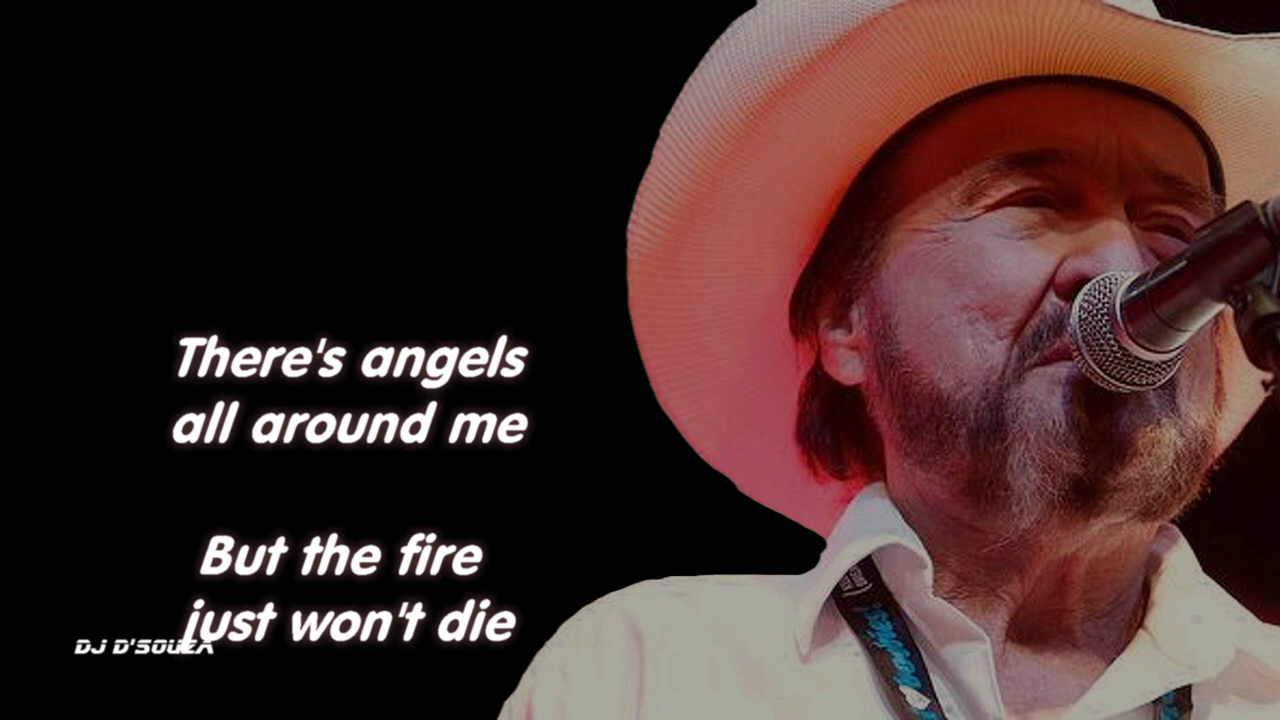 There's angels
all around me
But the fire
just won't die
DJ D'SOUZA